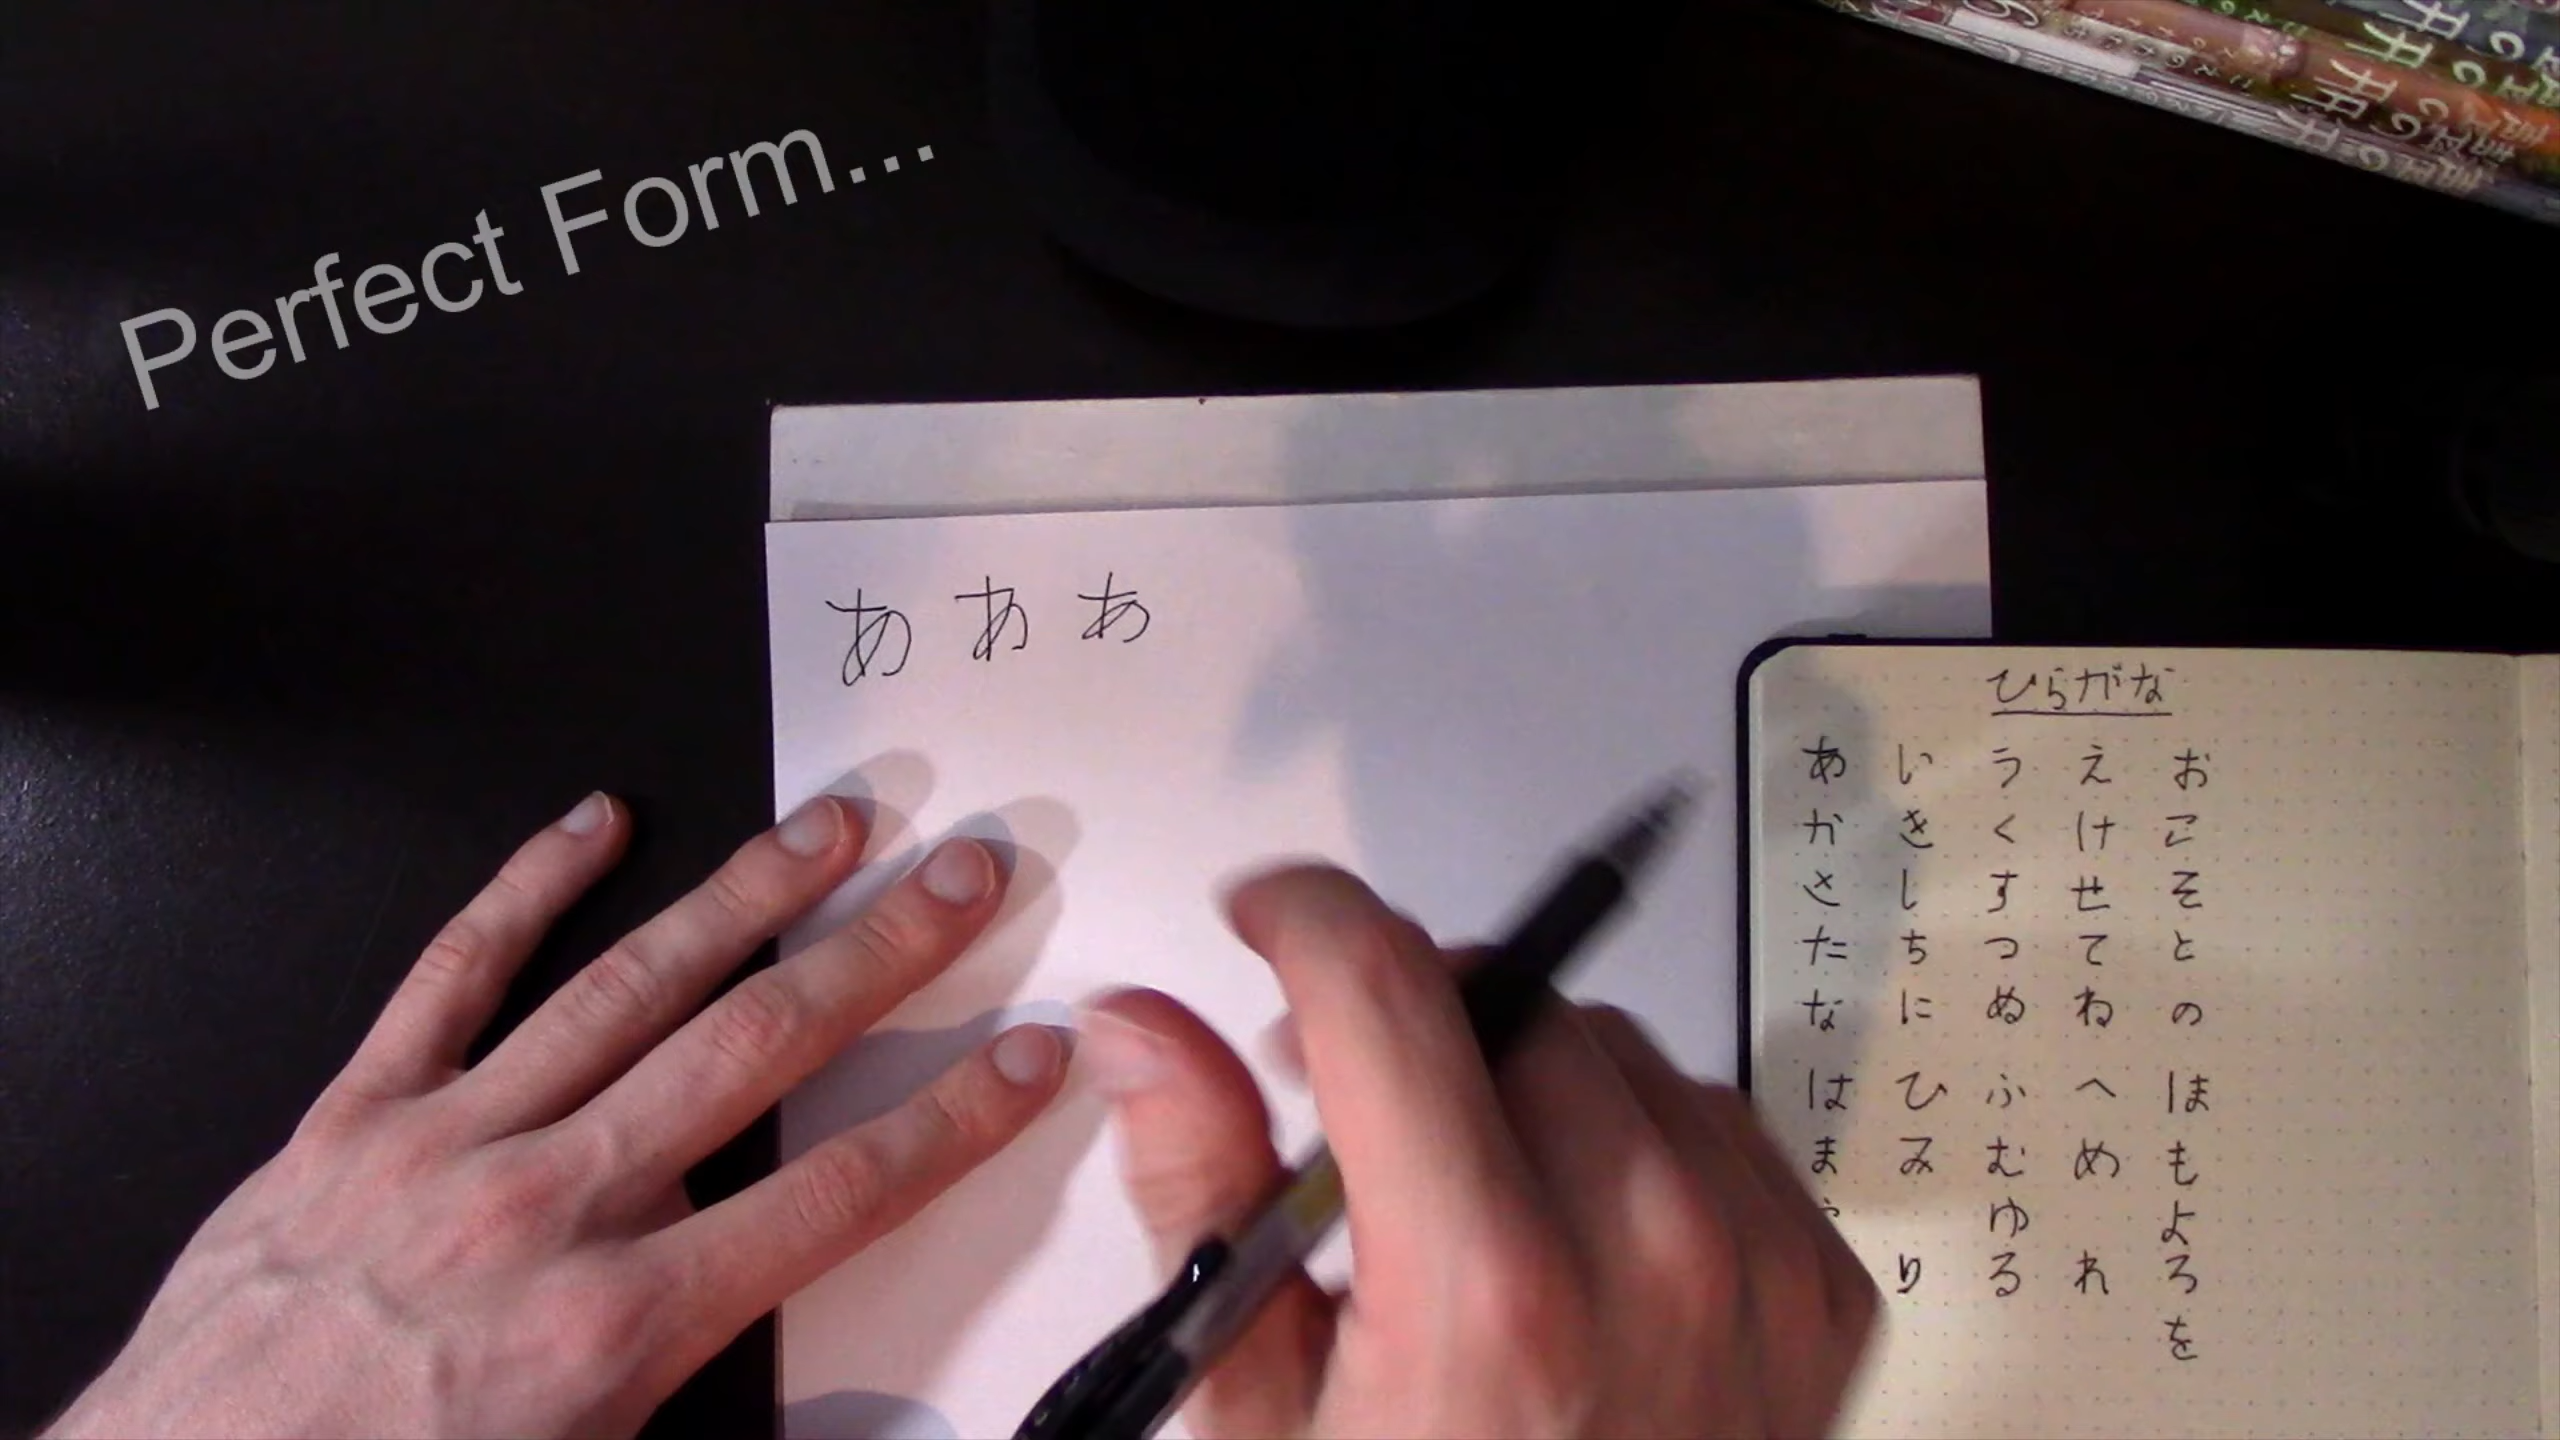 Perfect Form...
あ あ あ
ひらがな
あ い う え お
か き く け こ
さ し す せ そ
た ち つ て と
な に ぬ ね の
は ひ ふ へ ほ
ま み む め も
ゆ よ
り る れ ろ
を